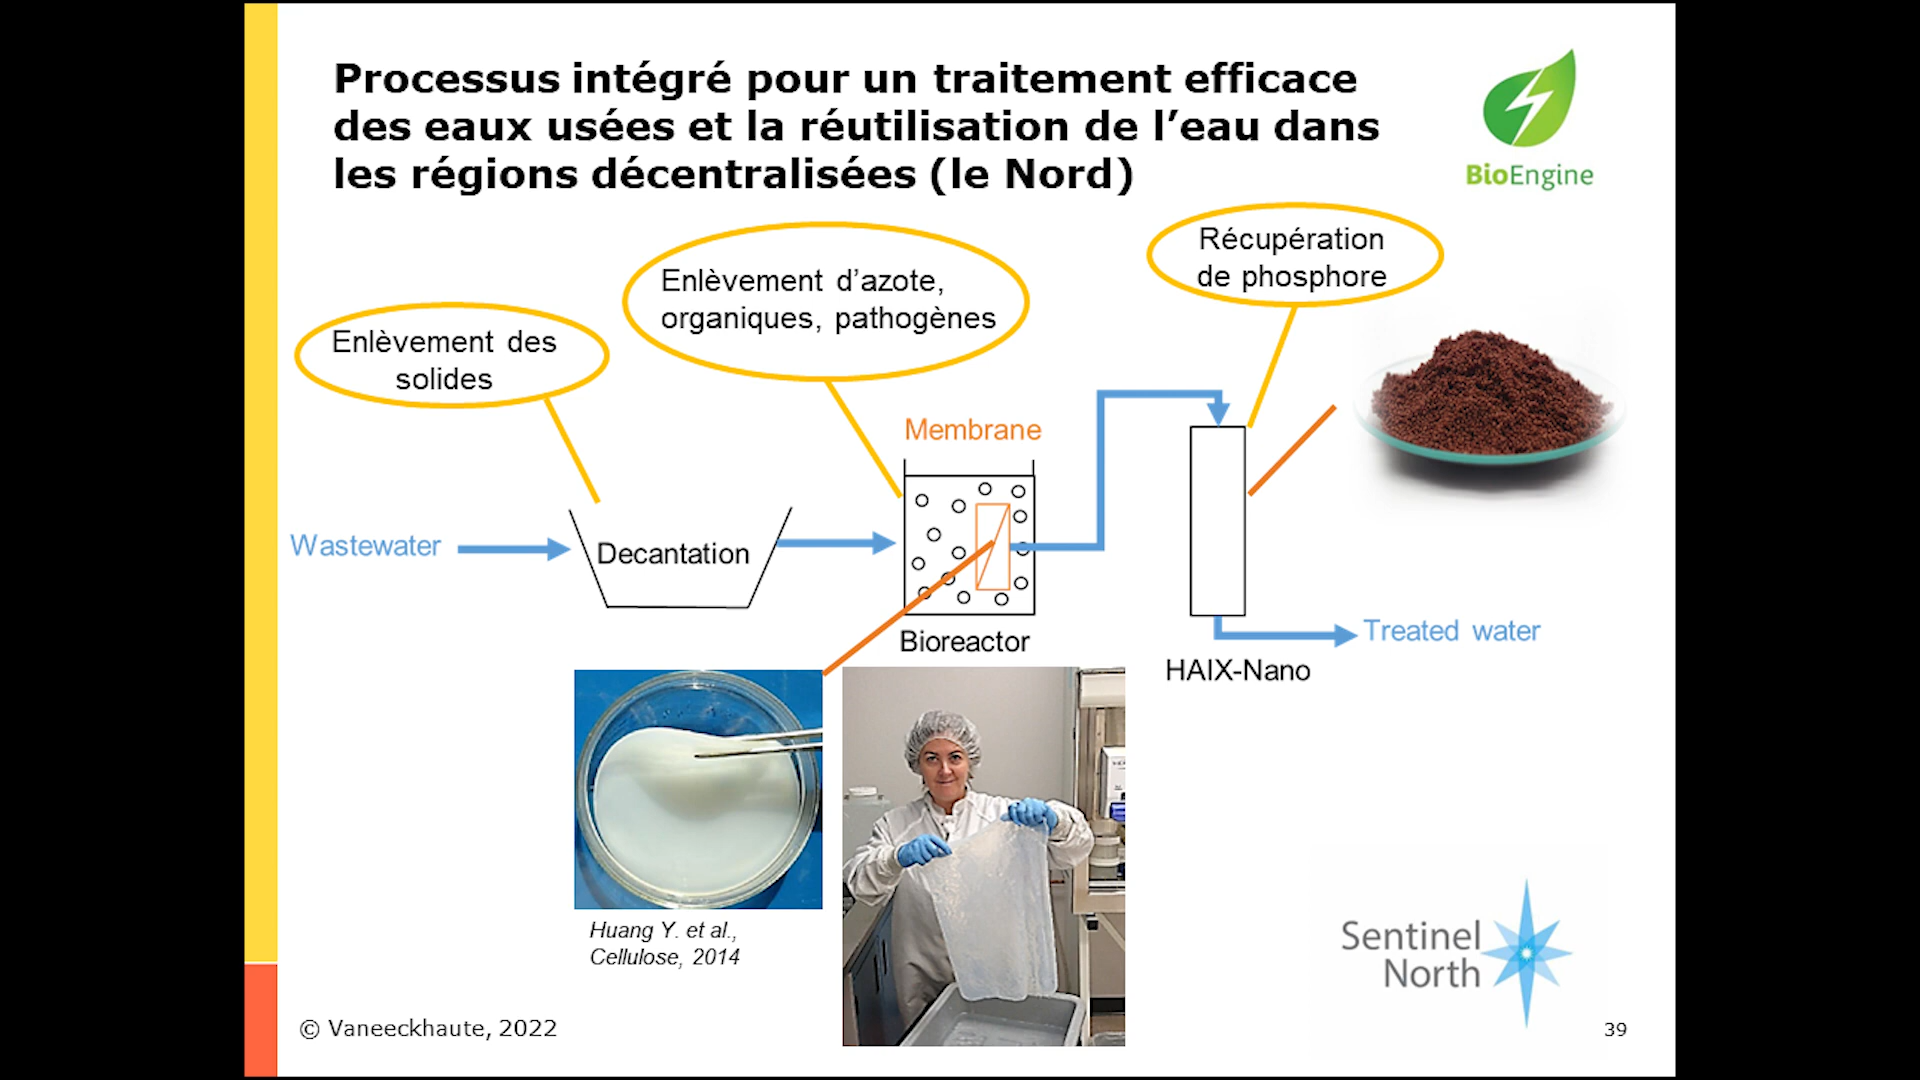 Processus intégré pour un traitement efficace
des eaux usées et la réutilisation de l’eau dans
les régions décentralisées (le Nord)
BioEngine
Enlèvement des
solides
Enlèvement d’azote,
organiques, pathogènes
Récupération
de phosphore
Membrane
Wastewater
Decantation
Bioreactor
HAIX-Nano
Treated water
Huang Y. et al.,
Cellulose, 2014
Sentinel
North
© Vaneeckhaute, 2022
39